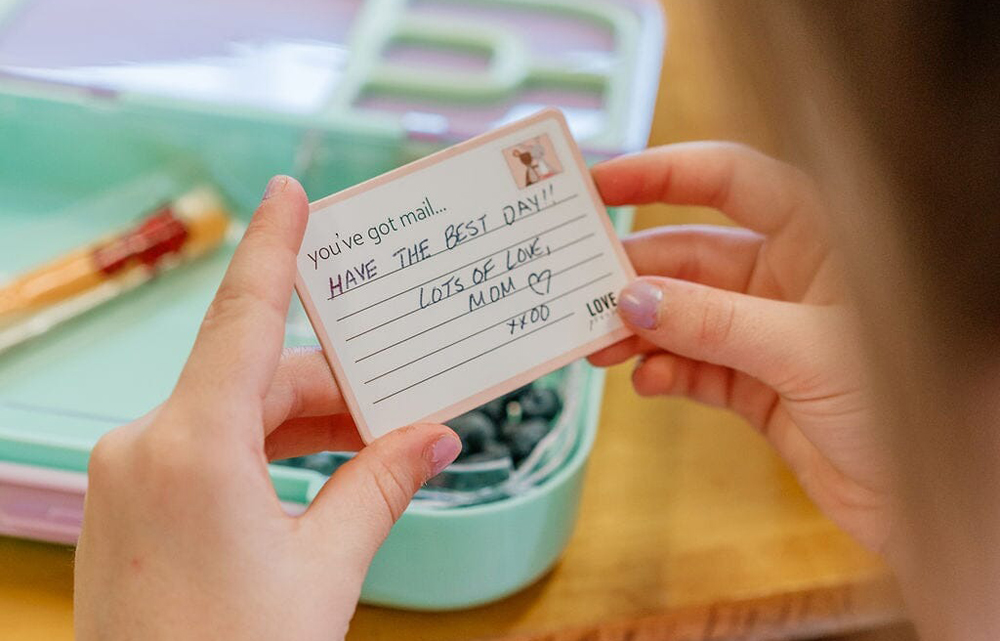 you've got mail...
HAVE THE BEST DAY!!
LOTS OF LOVE,
MOM ♡
xxOO
LOVE